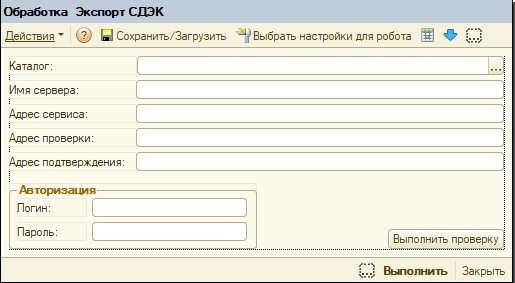 Обработка  Экспорт СДЭК
Действия ? Сохранить/Загрузить Выбрать настройки для робота
Каталог: ...
Имя сервера:
Адрес сервиса:
Адрес проверки:
Адрес подтверждения:
Авторизация
Логин:
Пароль:
Выполнить проверку
Выполнить Закрыть